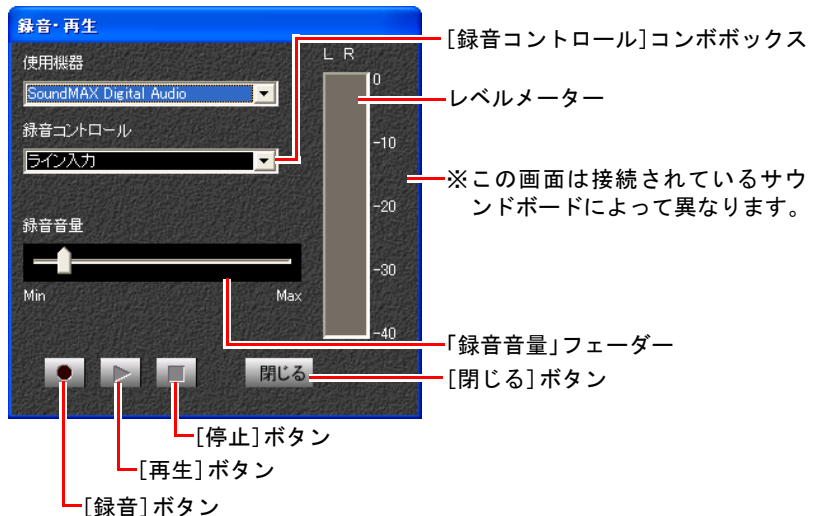 録音・再生
使用機器
SoundMAX Digital Audio
録音コントロール
ライン入力
録音音量
Min Max
L R
0
-10
-20
-30
-40
閉じる
[録音コントロール]コンボボックス
レベルメーター
※この画面は接続されているサウ
ンドボードによって異なります。
「録音音量」フェーダー
[閉じる]ボタン
[停止]ボタン
[再生]ボタン
[録音]ボタン